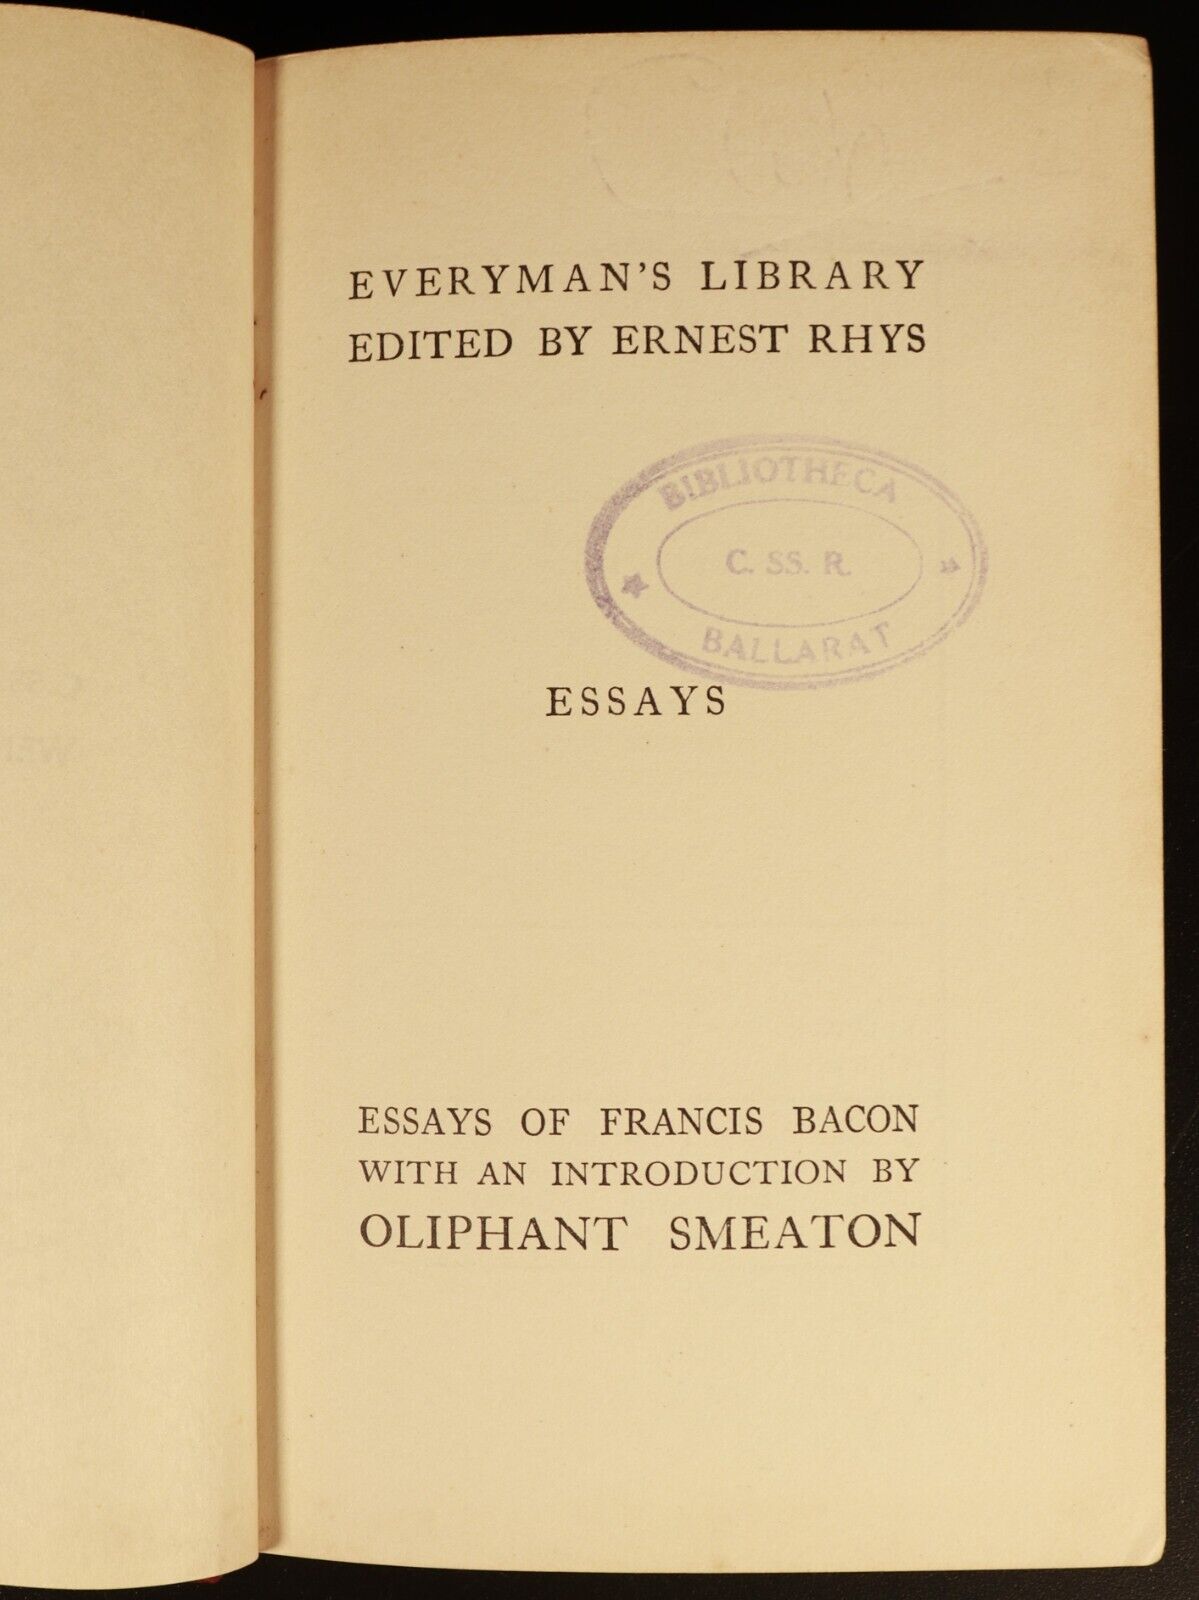 EVERYMAN'S LIBRARY
EDITED BY ERNEST RHYS
BIBLIOTHECA
C. SS. R.
BALLARAT
ESSAYS
ESSAYS OF FRANCIS BACON
WITH AN INTRODUCTION BY
OLIPHANT SMEATON